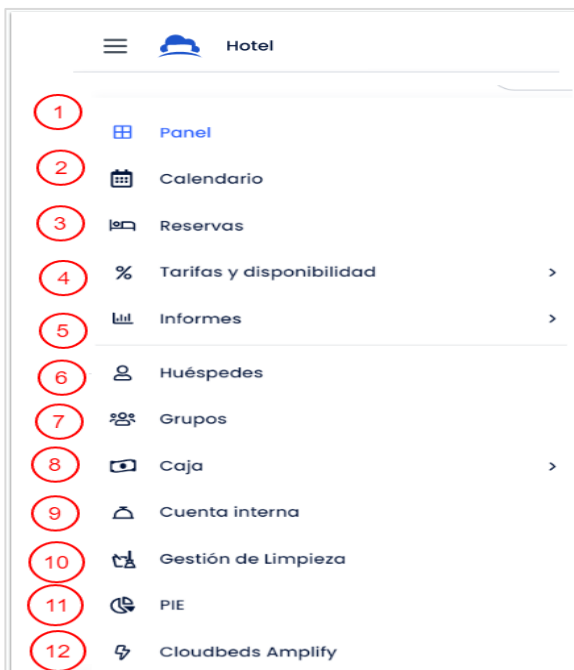 Hotel
1
Panel
2
Calendario
3
Reservas
4
Tarifas y disponibilidad
5
Informes
6
Huéspedes
7
Grupos
8
Caja
9
Cuenta interna
10
Gestión de Limpieza
11
PIE
12
Cloudbeds Amplify